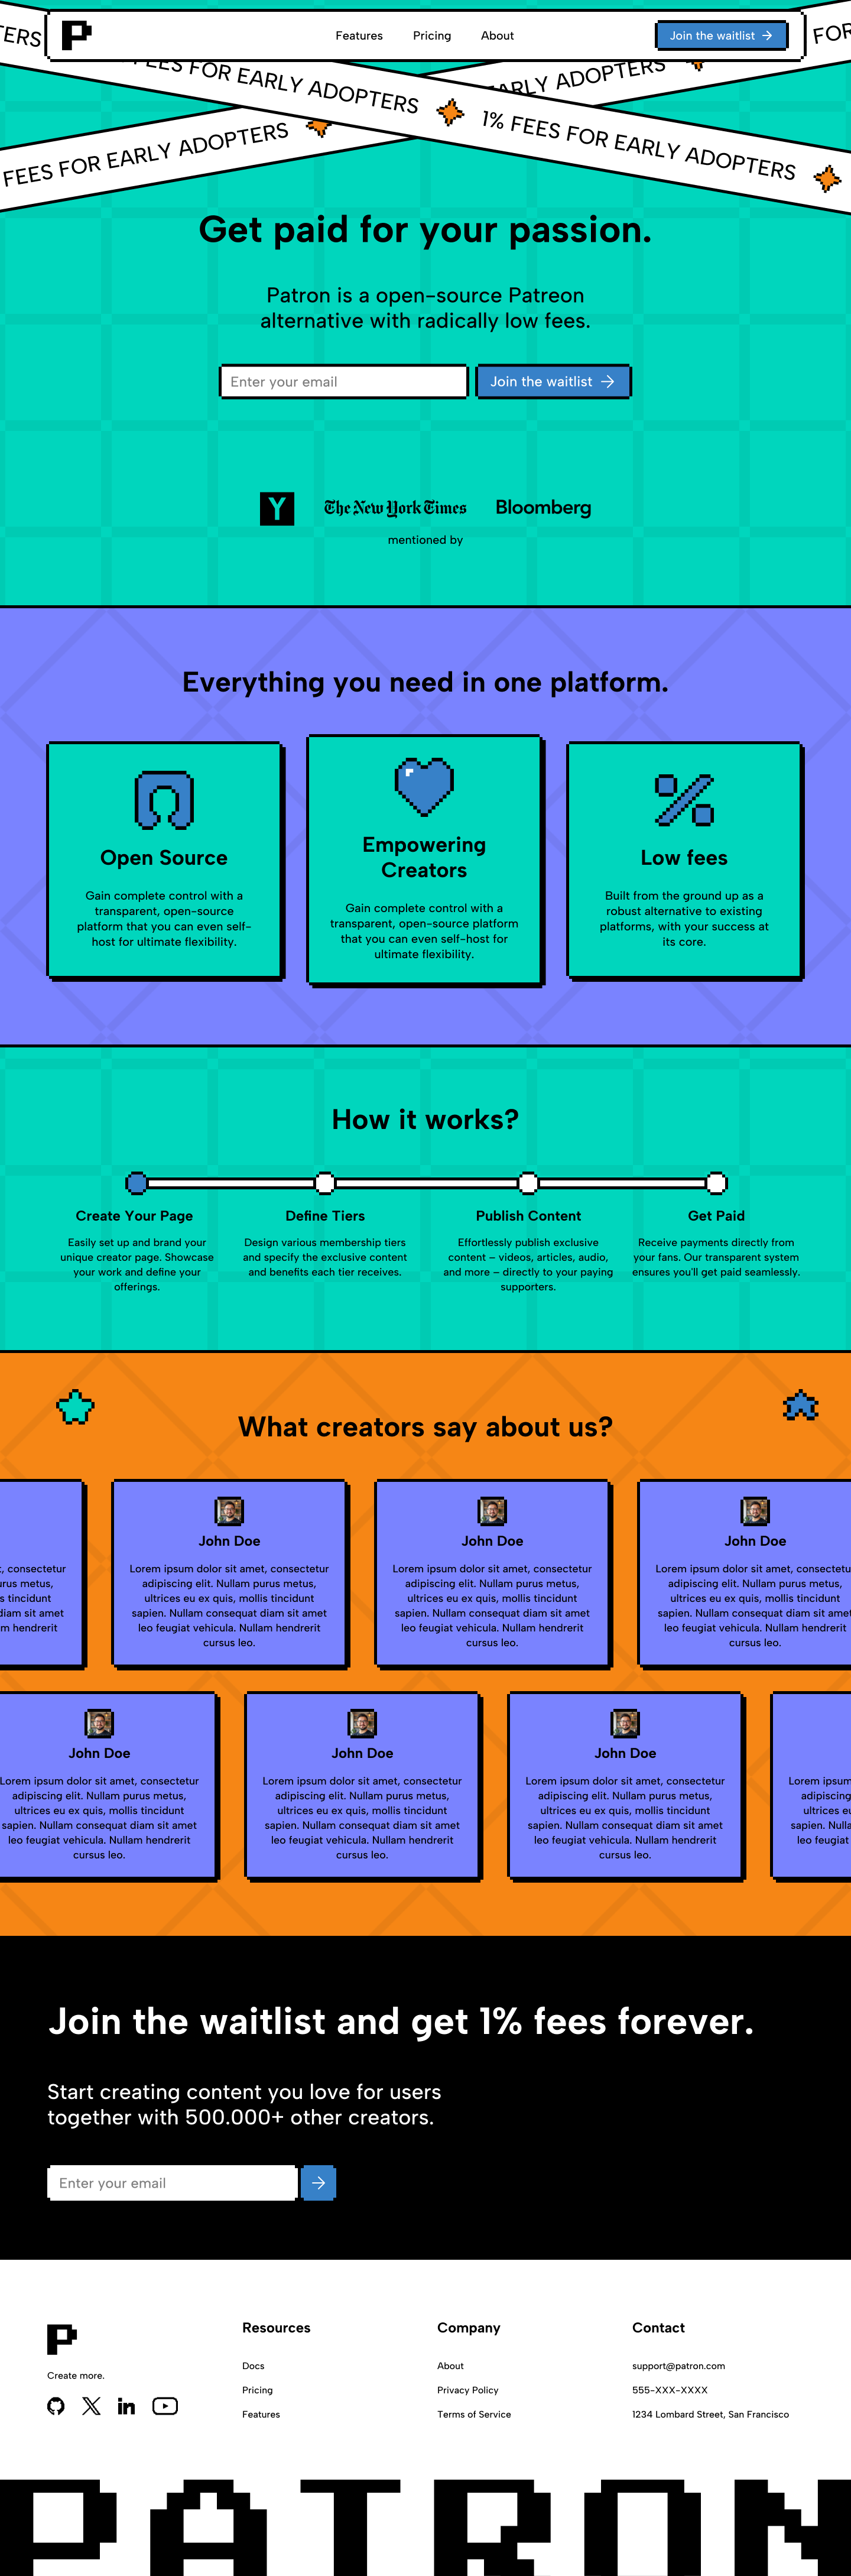 TERS
P
Features
Pricing
About
Join the waitlist
FOR
FEES FOR EARLY ADOPTERS
EARLY ADOPTERS
FEES FOR EARLY ADOPTERS
1% FEES FOR EARLY ADOPTERS
Get paid for your passion.
Patron is a open-source Patreon
alternative with radically low fees.
Enter your email
Join the waitlist
Y
The New York Times
Bloomberg
mentioned by
Everything you need in one platform.
Open Source
Gain complete control with a
transparent, open-source
platform that you can even self-
host for ultimate flexibility.
Empowering
Creators
Gain complete control with a
transparent, open-source platform
that you can even self-host for
ultimate flexibility.
Low fees
Built from the ground up as a
robust alternative to existing
platforms, with your success at
its core.
How it works?
Create Your Page
Easily set up and brand your
unique creator page. Showcase
your work and define your
offerings.
Define Tiers
Design various membership tiers
and specify the exclusive content
and benefits each tier receives.
Publish Content
Effortlessly publish exclusive
content – videos, articles, audio,
and more – directly to your paying
supporters.
Get Paid
Receive payments directly from
your fans. Our transparent system
ensures you'll get paid seamlessly.
What creators say about us?
t, consectetur
urus metus,
s tincidunt
diam sit amet
m hendrerit
John Doe
Lorem ipsum dolor sit amet, consectetur
adipiscing elit. Nullam purus metus,
ultrices eu ex quis, mollis tincidunt
sapien. Nullam consequat diam sit amet
leo feugiat vehicula. Nullam hendrerit
cursus leo.
John Doe
Lorem ipsum dolor sit amet, consectetur
adipiscing elit. Nullam purus metus,
ultrices eu ex quis, mollis tincidunt
sapien. Nullam consequat diam sit amet
leo feugiat vehicula. Nullam hendrerit
cursus leo.
John Doe
Lorem ipsum dolor sit amet, consectetu
adipiscing elit. Nullam purus metus,
ultrices eu ex quis, mollis tincidunt
sapien. Nullam consequat diam sit amet
leo feugiat vehicula. Nullam hendrerit
cursus leo.
John Doe
Lorem ipsum dolor sit amet, consectetur
adipiscing elit. Nullam purus metus,
ultrices eu ex quis, mollis tincidunt
sapien. Nullam consequat diam sit amet
leo feugiat vehicula. Nullam hendrerit
cursus leo.
John Doe
Lorem ipsum dolor sit amet, consectetur
adipiscing elit. Nullam purus metus,
ultrices eu ex quis, mollis tincidunt
sapien. Nullam consequat diam sit amet
leo feugiat vehicula. Nullam hendrerit
cursus leo.
John Doe
Lorem ipsum dolor sit amet, consectetur
adipiscing elit. Nullam purus metus,
ultrices eu ex quis, mollis tincidunt
sapien. Nullam consequat diam sit amet
leo feugiat vehicula. Nullam hendrerit
cursus leo.
Lorem ipsum
adipiscing
ultrices eu
sapien. Nulla
leo feugiat
Join the waitlist and get 1% fees forever.
Start creating content you love for users
together with 500.000+ other creators.
Enter your email
P
Create more.
in
Resources
Docs
Pricing
Features
Company
About
Privacy Policy
Terms of Service
Contact
support@patron.com
555-XXX-XXXX
1234 Lombard Street, San Francisco
PATRON